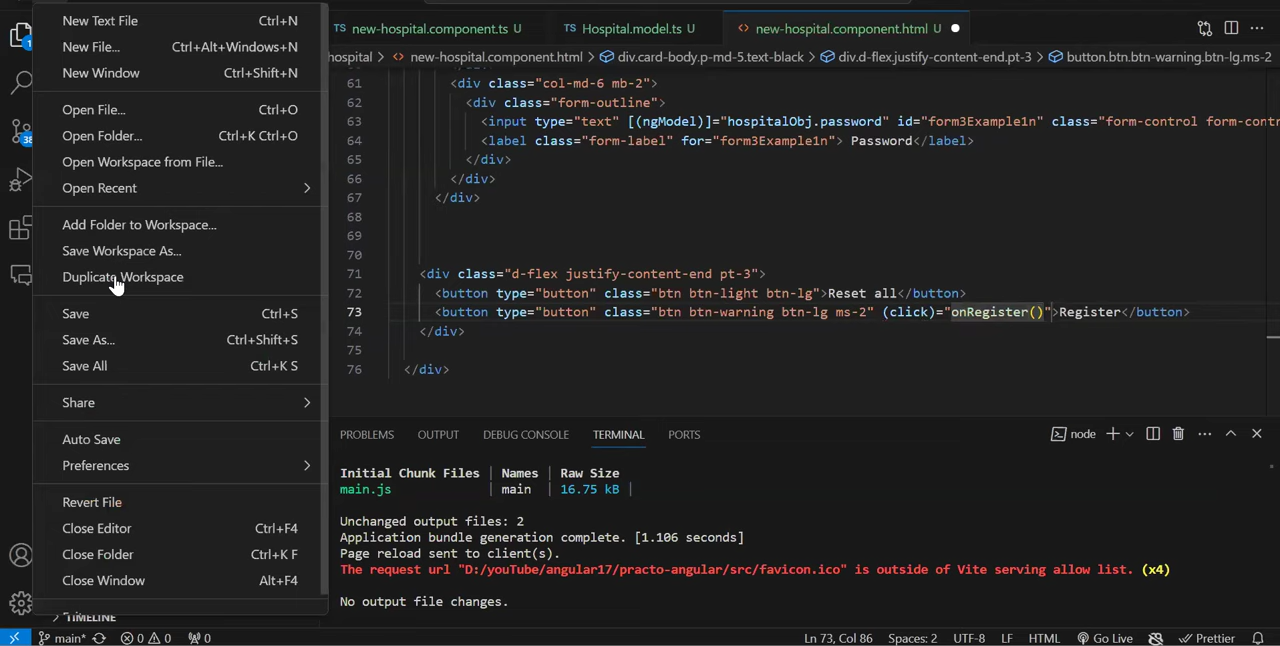 New Text File Ctrl+N
New File... Ctrl+Alt+Windows+N
New Window Ctrl+Shift+N
Open File... Ctrl+O
Open Folder... Ctrl+K Ctrl+O
Open Workspace from File...
Open Recent
Add Folder to Workspace...
Save Workspace As...
Duplicate Workspace
Save Ctrl+S
Save As... Ctrl+Shift+S
Save All Ctrl+K S
Share
Auto Save
Preferences
Revert File
Close Editor Ctrl+F4
Close Folder Ctrl+K F
Close Window Alt+F4
TIMELINE
1
38
TS new-hospital.component.ts U TS Hospital.model.ts U <> new-hospital.component.html U
hospital > <> new-hospital.component.html > div.card-body.p-md-5.text-black > div.d-flex.justify-content-end.pt-3 > button.btn.btn-warning.btn-lg.ms-2
61 <div class="col-md-6 mb-2">
62 <div class="form-outline">
63 <input type="text" [(ngModel)]="hospitalObj.password" id="form3Example1n" class="form-control form-cont
64 <label class="form-label" for="form3Example1n"> Password</label>
65 </div>
66 </div>
67 </div>
68
69
70
71 <div class="d-flex justify-content-end pt-3">
72 <button type="button" class="btn btn-light btn-lg">Reset all</button>
73 <button type="button" class="btn btn-warning btn-lg ms-2" (click)="onRegister()">Register</button>
74 </div>
75
76 </div>
PROBLEMS OUTPUT DEBUG CONSOLE TERMINAL PORTS
node
Initial Chunk Files | Names | Raw Size
main.js | main | 16.75 kB |
Unchanged output files: 2
Application bundle generation complete. [1.106 seconds]
Page reload sent to client(s).
The request url "D:/youTube/angular17/practo-angular/src/favicon.ico" is outside of Vite serving allow list. (x4)
No output file changes.
main* 0 0 0 Ln 73, Col 86 Spaces: 2 UTF-8 LF HTML Go Live Prettier